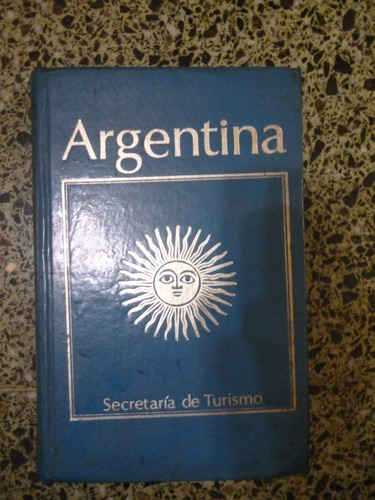 Argentina
Secretaría de Turismo